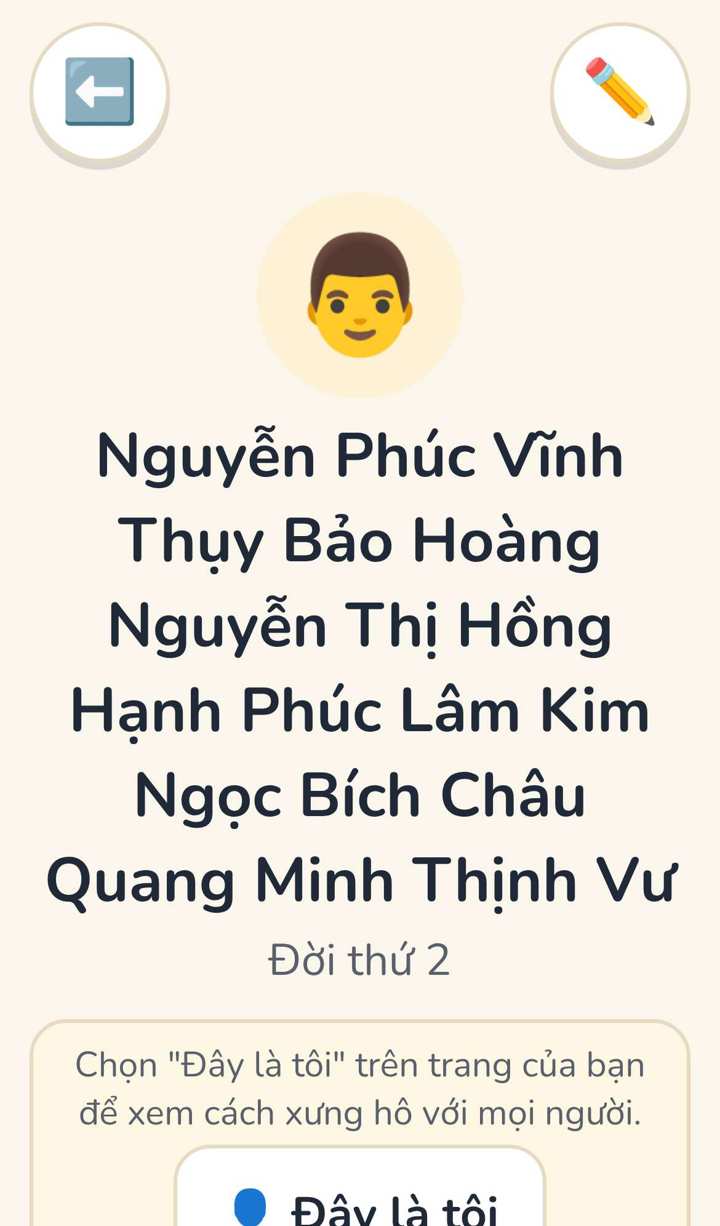 Nguyễn Phúc Vĩnh
Thụy Bảo Hoàng
Nguyễn Thị Hồng
Hạnh Phúc Lâm Kim
Ngọc Bích Châu
Quang Minh Thịnh Vư
Đời thứ 2
Chọn "Đây là tôi" trên trang của bạn
để xem cách xưng hô với mọi người.
Đây là tôi